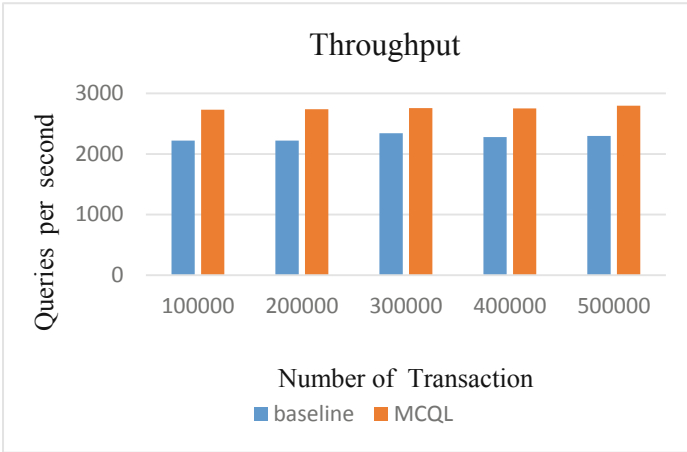 Throughput
Queries per second
3000
2000
1000
0
100000 200000 300000 400000 500000
Number of Transaction
baseline MCQL